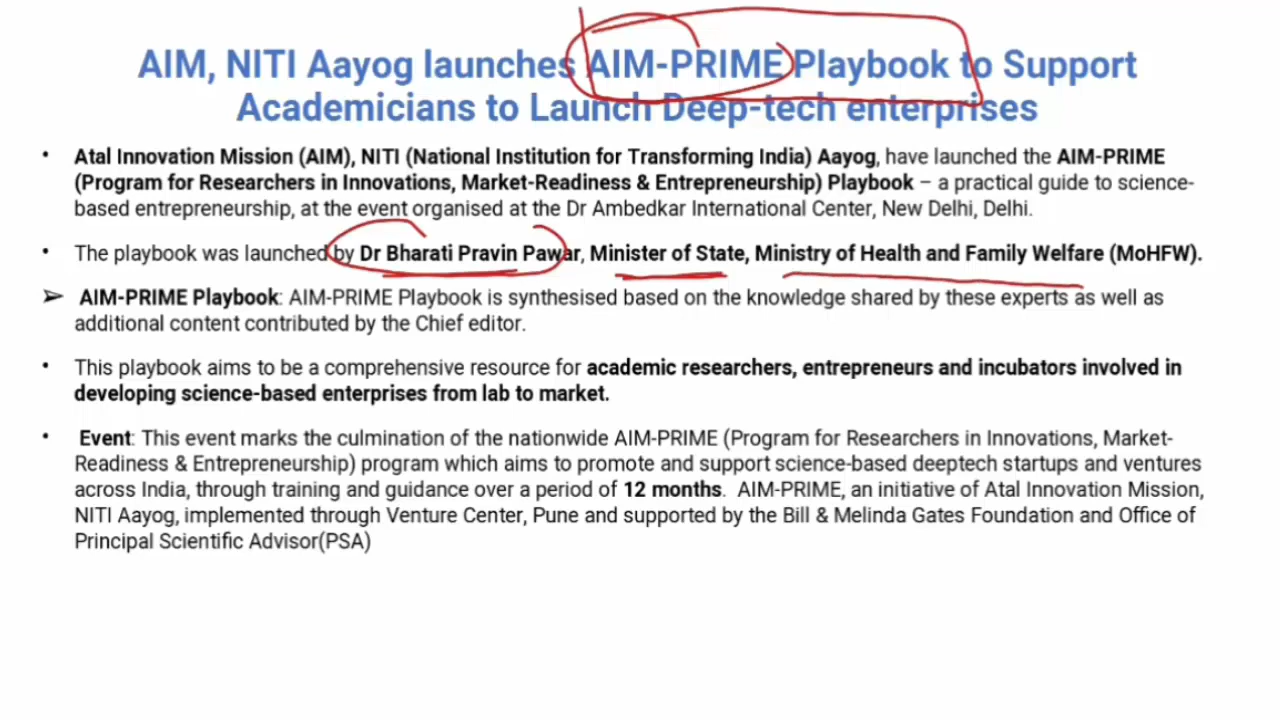 AIM, NITI Aayog launches AIM-PRIME Playbook to Support
Academicians to Launch Deep-tech enterprises
• Atal Innovation Mission (AIM), NITI (National Institution for Transforming India) Aayog, have launched the AIM-PRIME
(Program for Researchers in Innovations, Market-Readiness & Entrepreneurship) Playbook – a practical guide to science-
based entrepreneurship, at the event organised at the Dr Ambedkar International Center, New Delhi, Delhi.
• The playbook was launched by Dr Bharati Pravin Pawar, Minister of State, Ministry of Health and Family Welfare (MoHFW).
➢ AIM-PRIME Playbook: AIM-PRIME Playbook is synthesised based on the knowledge shared by these experts as well as
additional content contributed by the Chief editor.
• This playbook aims to be a comprehensive resource for academic researchers, entrepreneurs and incubators involved in
developing science-based enterprises from lab to market.
• Event: This event marks the culmination of the nationwide AIM-PRIME (Program for Researchers in Innovations, Market-
Readiness & Entrepreneurship) program which aims to promote and support science-based deeptech startups and ventures
across India, through training and guidance over a period of 12 months. AIM-PRIME, an initiative of Atal Innovation Mission,
NITI Aayog, implemented through Venture Center, Pune and supported by the Bill & Melinda Gates Foundation and Office of
Principal Scientific Advisor(PSA)